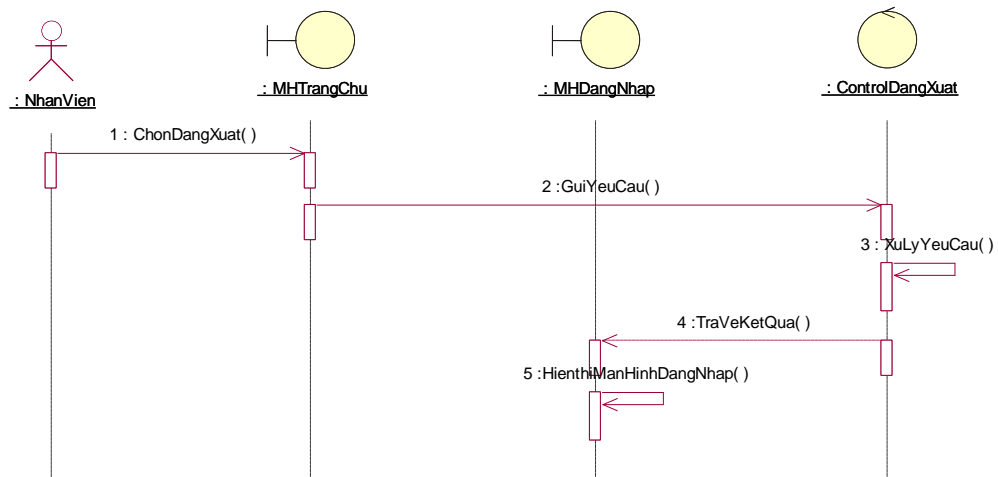 : NhanVien
: MHTrangChu
: MHDangNhap
: ControlDangXuat
1 : ChonDangXuat( )
2 :GuiYeuCau( )
3 : XuLyYeuCau( )
4 :TraVeKetQua( )
5 :HienthiManHinhDangNhap( )